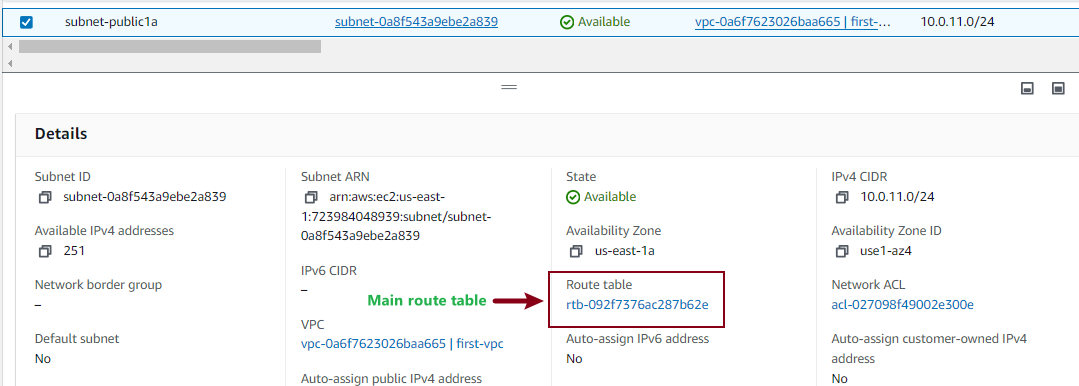 subnet-public1a subnet-0a8f543a9ebe2a839 Available vpc-0a6f7623026baa665 | first-... 10.0.11.0/24
Details
Subnet ID
subnet-0a8f543a9ebe2a839
Available IPv4 addresses
251
Network border group
–
Default subnet
No
Subnet ARN
arn:aws:ec2:us-east-
1:723984048939:subnet/subnet-
0a8f543a9ebe2a839
IPv6 CIDR
–
Main route table
VPC
vpc-0a6f7623026baa665 | first-vpc
Auto-assign public IPv4 address
State
Available
Availability Zone
us-east-1a
Route table
rtb-092f7376ac287b62e
Auto-assign IPv6 address
No
IPv4 CIDR
10.0.11.0/24
Availability Zone ID
use1-az4
Network ACL
acl-027098f49002e300e
Auto-assign customer-owned IPv4
address
No